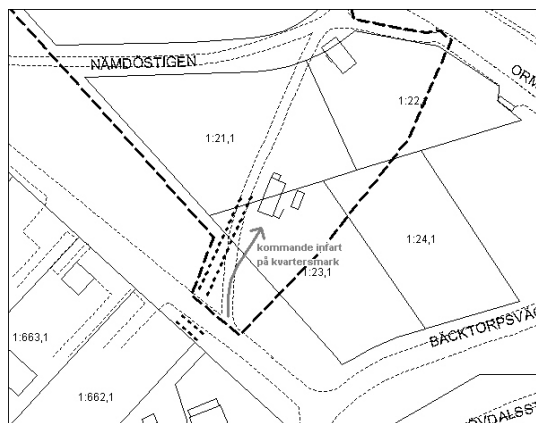 NÄMDÖSTIGEN
ORM
1:22,
1:21,1
kommande infart
på kvartersmark
1:24,1
1:23,1
1:663,1
BÄCKTORPSVÄG
1:662,1
ÖVDALSST